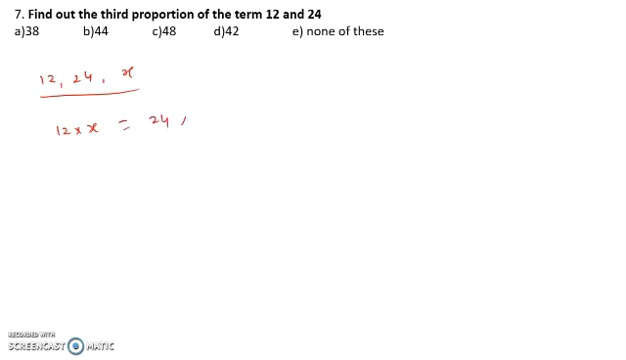 7. Find out the third proportion of the term 12 and 24
a)38 b)44 c)48 d)42 e) none of these
12, 24, x
12 × x = 24
RECORDED WITH
SCREENCAST MATIC